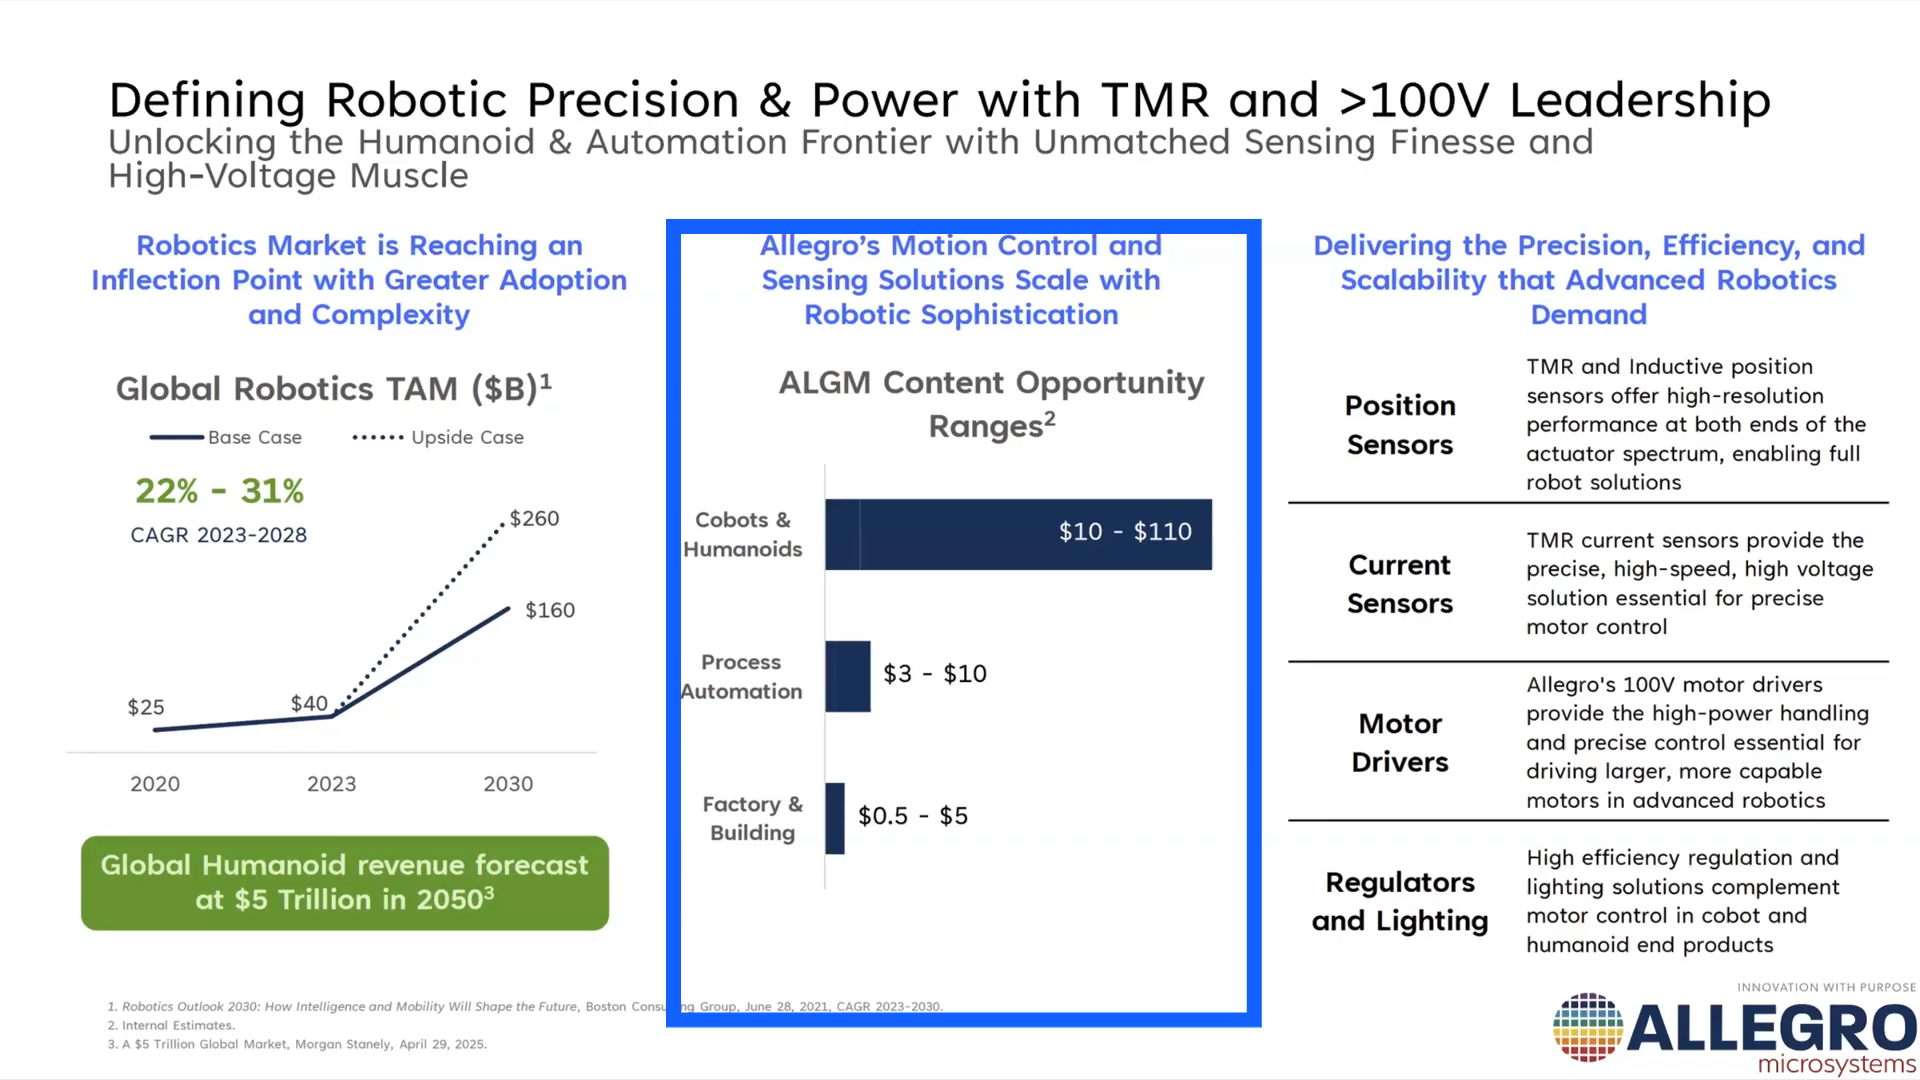 Defining Robotic Precision & Power with TMR and >100V Leadership
Unlocking the Humanoid & Automation Frontier with Unmatched Sensing Finesse and
High-Voltage Muscle
Robotics Market is Reaching an
Inflection Point with Greater Adoption
and Complexity
Global Robotics TAM ($B)¹
Base Case
Upside Case
22% - 31%
CAGR 2023-2028
$260
$160
$25
$40
2020
2023
2030
Global Humanoid revenue forecast
at $5 Trillion in 2050³
Allegro's Motion Control and
Sensing Solutions Scale with
Robotic Sophistication
ALGM Content Opportunity
Ranges²
Cobots &
Humanoids
$10 - $110
Process
Automation
$3 - $10
Factory &
Building
$0.5 - $5
Delivering the Precision, Efficiency, and
Scalability that Advanced Robotics
Demand
Position
Sensors
TMR and Inductive position
sensors offer high-resolution
performance at both ends of the
actuator spectrum, enabling full
robot solutions
Current
Sensors
TMR current sensors provide the
precise, high-speed, high voltage
solution essential for precise
motor control
Motor
Drivers
Allegro's 100V motor drivers
provide the high-power handling
and precise control essential for
driving larger, more capable
motors in advanced robotics
Regulators
and Lighting
High efficiency regulation and
lighting solutions complement
motor control in cobot and
humanoid end products
1. Robotics Outlook 2030: How Intelligence and Mobility Will Shape the Future, Boston Group, June 28, 2021, CAGR 2023-2030.
2. Internal Estimates.
3. A $5 Trillion Global Market, Morgan Stanely, April 29, 2025.
INNOVATION WITH PURPOSE
ALLEGRO
microsystems